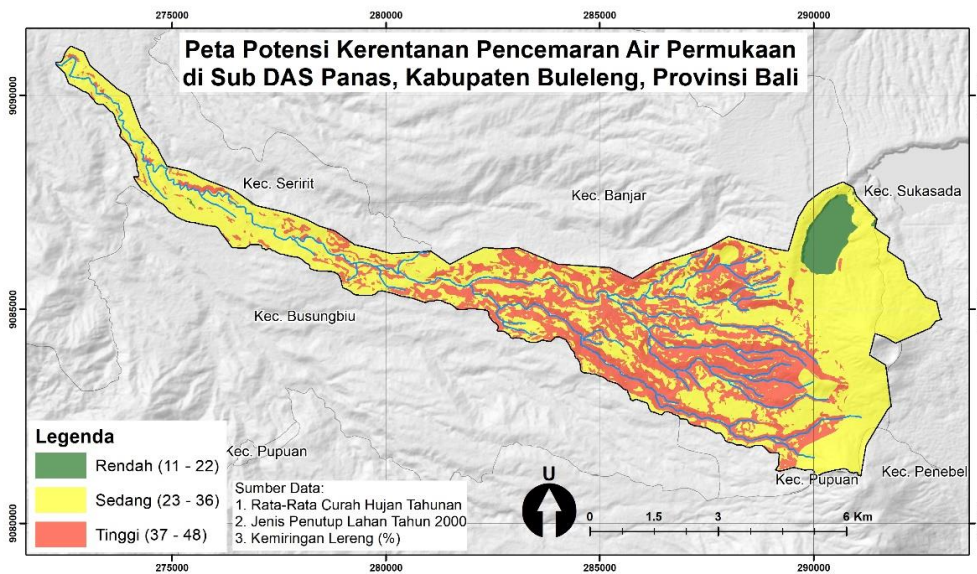 275000
280000
285000
290000
Peta Potensi Kerentanan Pencemaran Air Permukaan
di Sub DAS Panas, Kabupaten Buleleng, Provinsi Bali
9090000
9085000
9080000
Kec. Seririt
Kec. Banjar
Kec. Sukasada
Kec. Busungbiu
Kec. Pupuan
Kec. Pupuan
Kec. Penebel
Legenda
Rendah (11 - 22)
Sedang (23 - 36)
Tinggi (37 - 48)
Sumber Data:
1. Rata-Rata Curah Hujan Tahunan
2. Jenis Penutup Lahan Tahun 2000
3. Kemiringan Lereng (%)
U
0 1.5 3 6 Km
9090000
9085000
9080000
275000
280000
285000
290000